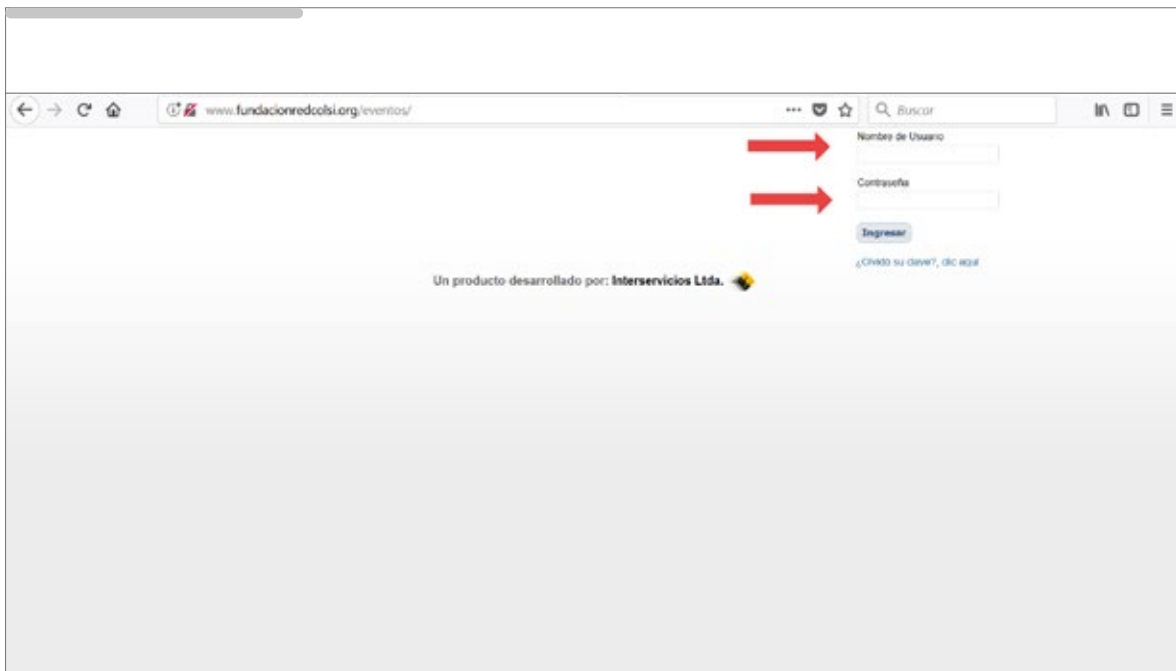 www.fundacionredcolsi.org/eventos/
Buscar
Nombre de Usuario
Contraseña
Ingresar
¿Olvidó su clave?, clic aquí
Un producto desarrollado por: Interservicios Ltda.